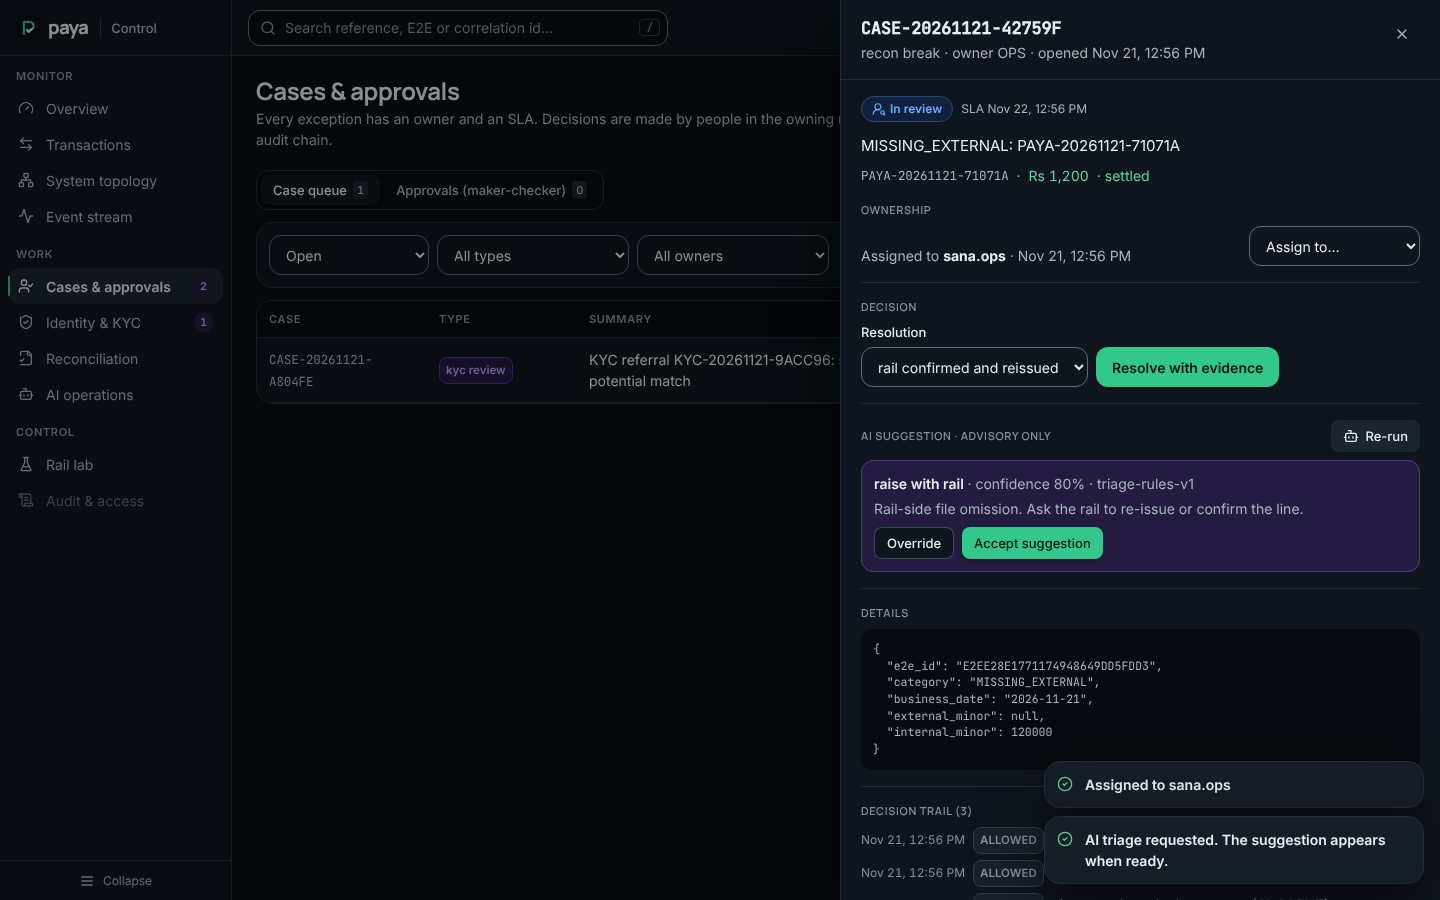 paya Control
Search reference, E2E or correlation id... /
MONITOR
Overview
Transactions
System topology
Event stream
WORK
Cases & approvals 2
Identity & KYC 1
Reconciliation
AI operations
CONTROL
Rail lab
Audit & access
Collapse
Cases & approvals
Every exception has an owner and an SLA. Decisions are made by people in the owning
audit chain.
Case queue 1 Approvals (maker-checker) 0
Open All types All owners
CASE TYPE SUMMARY
CASE-20261121-
A804FE
kyc review
KYC referral KYC-20261121-9ACC96:
potential match
CASE-20261121-42759F
recon break · owner OPS · opened Nov 21, 12:56 PM
In review SLA Nov 22, 12:56 PM
MISSING_EXTERNAL: PAYA-20261121-71071A
PAYA-20261121-71071A · Rs 1,200 · settled
OWNERSHIP
Assigned to sana.ops · Nov 21, 12:56 PM Assign to...
DECISION
Resolution
rail confirmed and reissued Resolve with evidence
AI SUGGESTION · ADVISORY ONLY Re-run
raise with rail · confidence 80% · triage-rules-v1
Rail-side file omission. Ask the rail to re-issue or confirm the line.
Override Accept suggestion
DETAILS
{
"e2e_id": "E2EE28E1771174948649DD5FDD3",
"category": "MISSING_EXTERNAL",
"business_date": "2026-11-21",
"external_minor": null,
"internal_minor": 120000
}
DECISION TRAIL (3)
Nov 21, 12:56 PM ALLOWED
Nov 21, 12:56 PM ALLOWED
Assigned to sana.ops
AI triage requested. The suggestion appears
when ready.